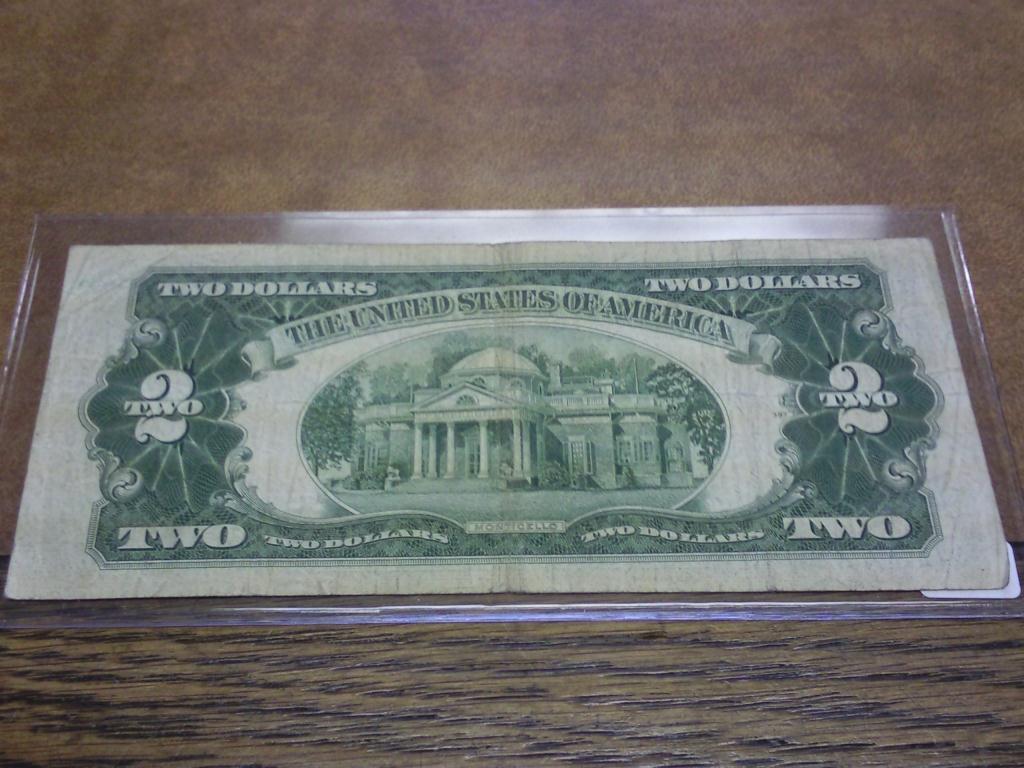 TWO DOLLARS TWO DOLLARS
THE UNITED STATES OF AMERICA
2 2
TWO TWO
MONTICELLO
TWO TWO DOLLARS TWO DOLLARS TWO